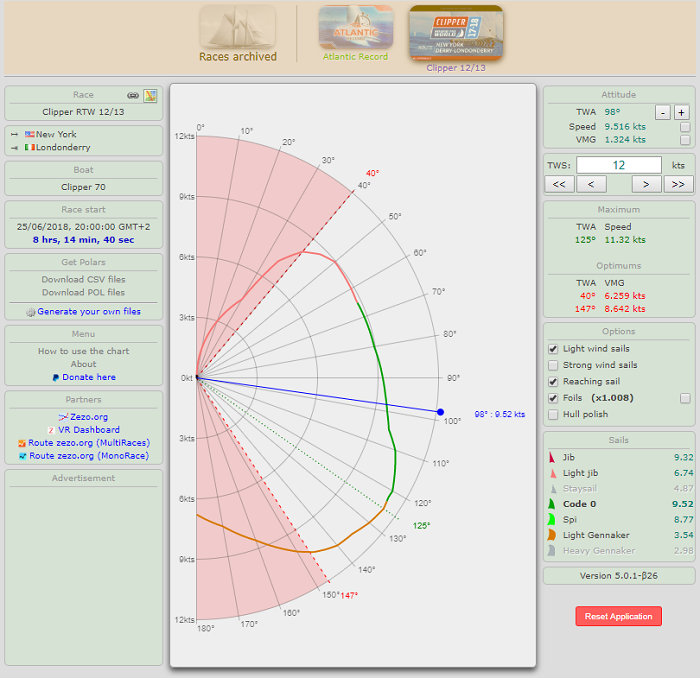 Races archived
ATLANTIC
Atlantic Record
CLIPPER 17|18
NEW YORK
DERRY-LONDONDERRY
Clipper 12/13
Race
Clipper RTW 12/13
New York
Londonderry
Boat
Clipper 70
Race start
25/06/2018, 20:00:00 GMT+2
8 hrs, 14 min, 40 sec
Get Polars
Download CSV files
Download POL files
Generate your own files
Menu
How to use the chart
About
Donate here
Partners
Zezo.org
VR Dashboard
Route zezo.org (MultiRaces)
Route zezo.org (MonoRace)
Advertisement
12kts
9kts
6kts
3kts
0kt
3kts
6kts
9kts
12kts
0°
10°
20°
30°
40°
40°
50°
60°
70°
80°
90°
98° : 9.52 kts
100°
110°
120°
125°
130°
140°
150°
147°
160°
170°
180°
Attitude
TWA 98° - +
Speed 9.516 kts
VMG 1.324 kts
TWS: 12 kts
<< < > >>
Maximum
TWA Speed
125° 11.32 kts
Optimums
TWA VMG
40° 6.259 kts
147° 8.642 kts
Options
Light wind sails
Strong wind sails
Reaching sail
Foils (x1.008)
Hull polish
Sails
Jib 9.32
Light jib 6.74
Staysail 4.87
Code 0 9.52
Spi 8.77
Light Gennaker 3.54
Heavy Gennaker 2.98
Version 5.0.1-β26
Reset Application